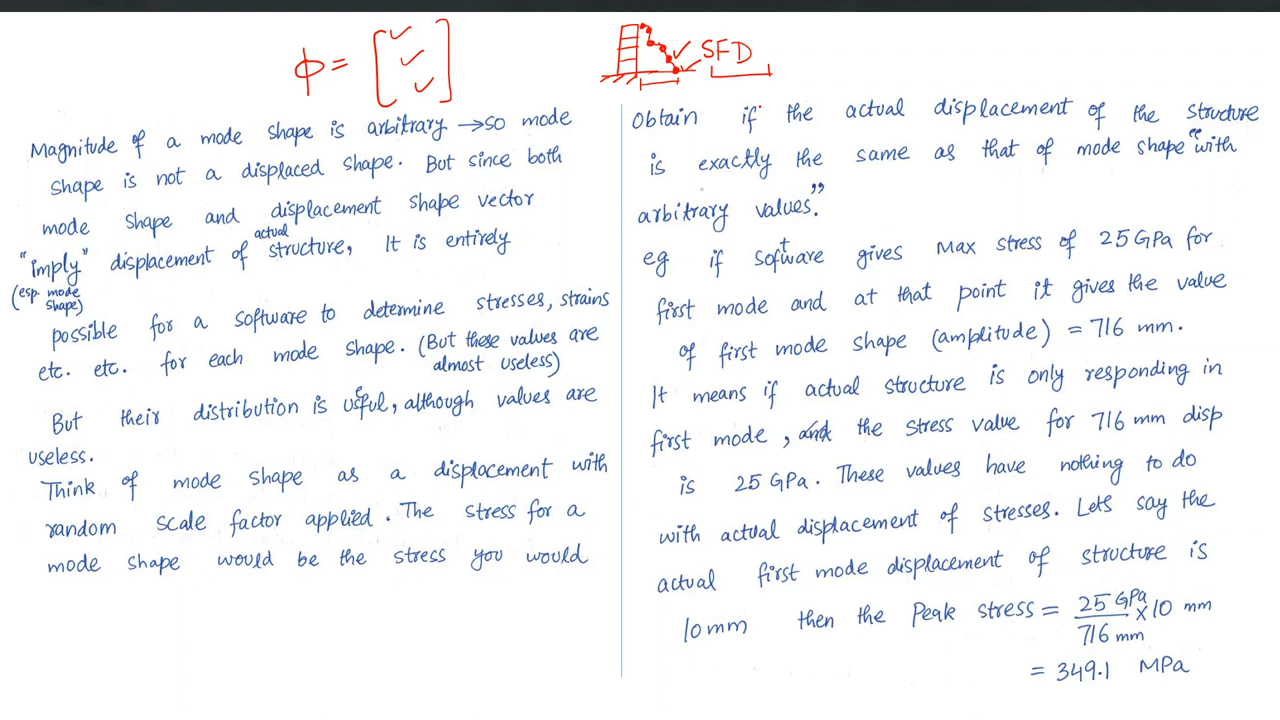 ϕ = [✓ ✓ ✓]
SFD
Magnitude of a mode shape is arbitrary → so mode
shape is not a displaced shape. But since both
mode shape and displacement shape vector
"imply" displacement of actual structure, It is entirely
(esp. mode shape)
possible for a software to determine stresses, strains
etc. etc. for each mode shape. (But these values are
almost useless)
But their distribution is useful, although values are
useless.
Think of mode shape as a displacement with
random scale factor applied. The stress for a
mode shape would be the stress you would
obtain if the actual displacement of the structure
is exactly the same as that of mode shape "with
arbitrary values".
eg if software gives max stress of 25 GPa for
first mode and at that point it gives the value
of first mode shape (amplitude) = 716 mm.
It means if actual structure is only responding in
first mode, the stress value for 716 mm disp
is 25 GPa. These values have nothing to do
with actual displacement of stresses. Lets say the
actual first mode displacement of structure is
10 mm then the Peak stress = 25 GPa / 716 mm × 10 mm
= 349.1 MPa